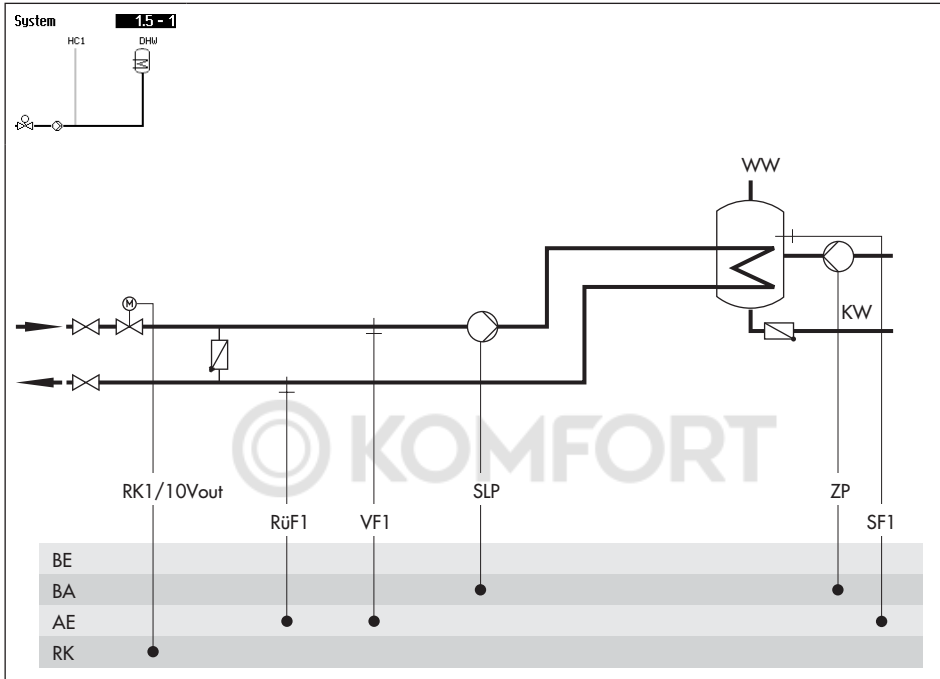 System 1.5 - 1
HC1 DHW
WW
M
KW
KOMFORT
RK1/10Vout SLP ZP
RüF1 VF1 SF1
BE
BA
AE
RK